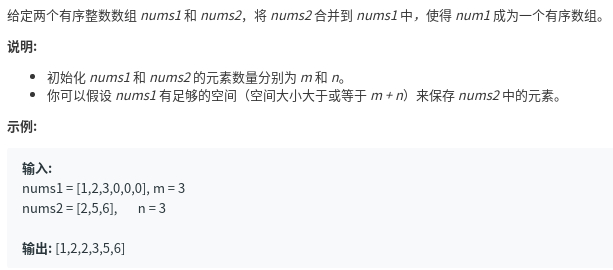 给定两个有序整数数组 nums1 和 nums2，将 nums2 合并到 nums1 中，使得 num1 成为一个有序数组。
说明:
• 初始化 nums1 和 nums2 的元素数量分别为 m 和 n。
• 你可以假设 nums1 有足够的空间（空间大小大于或等于 m + n）来保存 nums2 中的元素。
示例:
输入:
nums1 = [1,2,3,0,0,0], m = 3
nums2 = [2,5,6], n = 3
输出: [1,2,2,3,5,6]